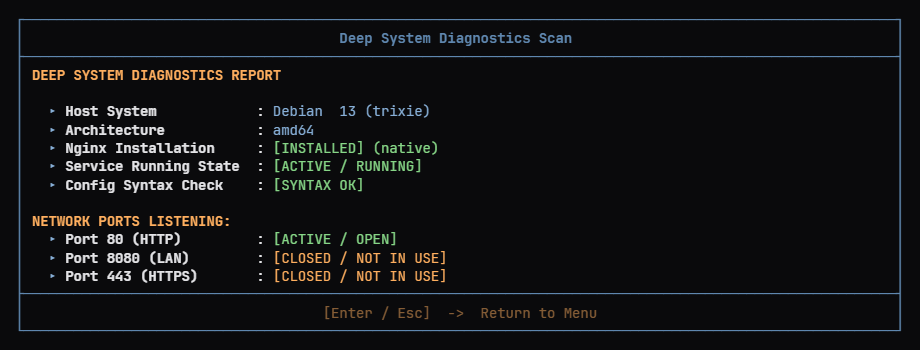 Deep System Diagnostics Scan
DEEP SYSTEM DIAGNOSTICS REPORT
‣ Host System : Debian  13 (trixie)
‣ Architecture : amd64
‣ Nginx Installation : [INSTALLED] (native)
‣ Service Running State : [ACTIVE / RUNNING]
‣ Config Syntax Check : [SYNTAX OK]
NETWORK PORTS LISTENING:
‣ Port 80 (HTTP) : [ACTIVE / OPEN]
‣ Port 8080 (LAN) : [CLOSED / NOT IN USE]
‣ Port 443 (HTTPS) : [CLOSED / NOT IN USE]
[Enter / Esc]  ->  Return to Menu